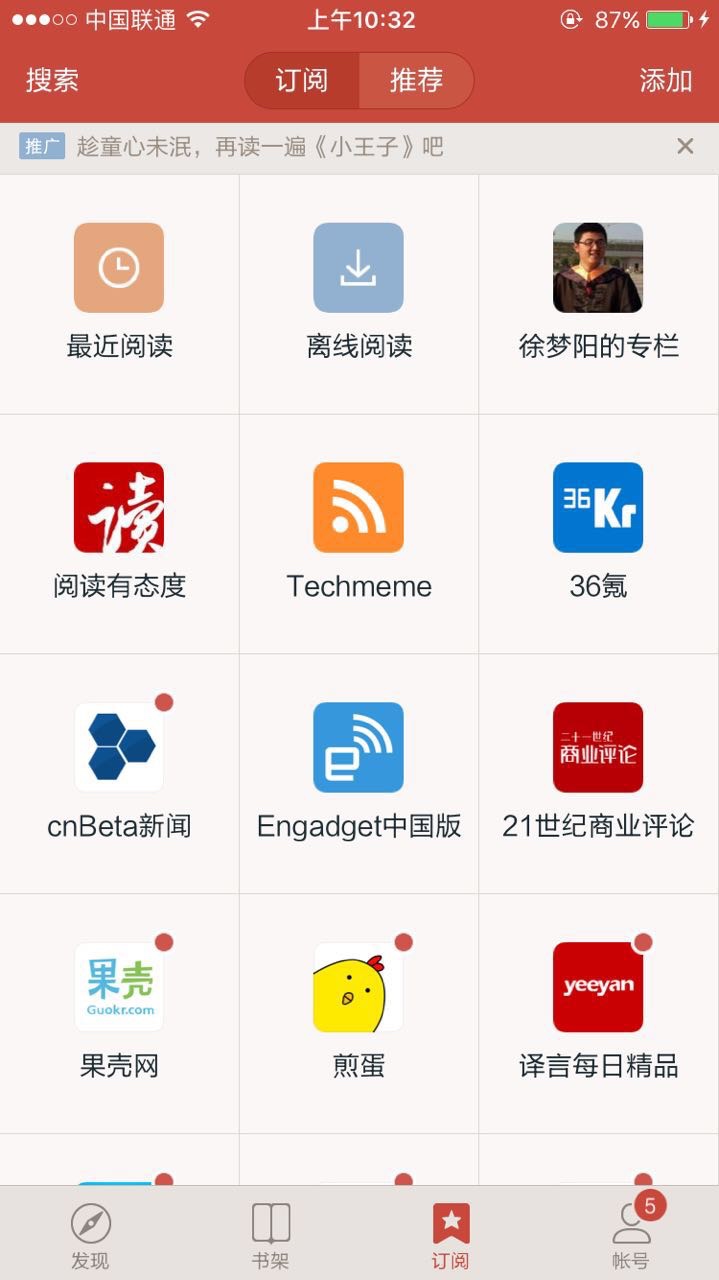 中国联通 上午10:32 87%
搜索 订阅 推荐 添加
推广 趁童心未泯，再读一遍《小王子》吧
最近阅读 离线阅读 徐梦阳的专栏
读 36Kr
阅读有态度 Techmeme 36氪
二十一世纪
商业评论
cnBeta新闻 Engadget中国版 21世纪商业评论
果壳 yeeyan
Guokr.com
果壳网 煎蛋 译言每日精品
5
发现 书架 订阅 帐号